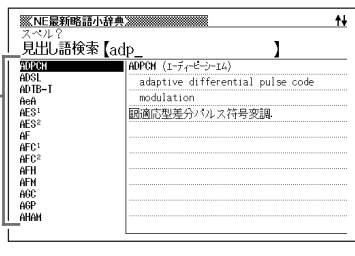 NE最新略語小辞典
スペル?
見出し語検索【adp_ 】
ADPCM
ADSL
ADTB-T
AeA
AES¹
AES²
AF
AFC¹
AFC²
AFH
AFM
AGC
AGP
AHAM
ADPCM (エーディーピーシーエム)
adaptive differential pulse code
modulation
適応型差分パルス符号変調.